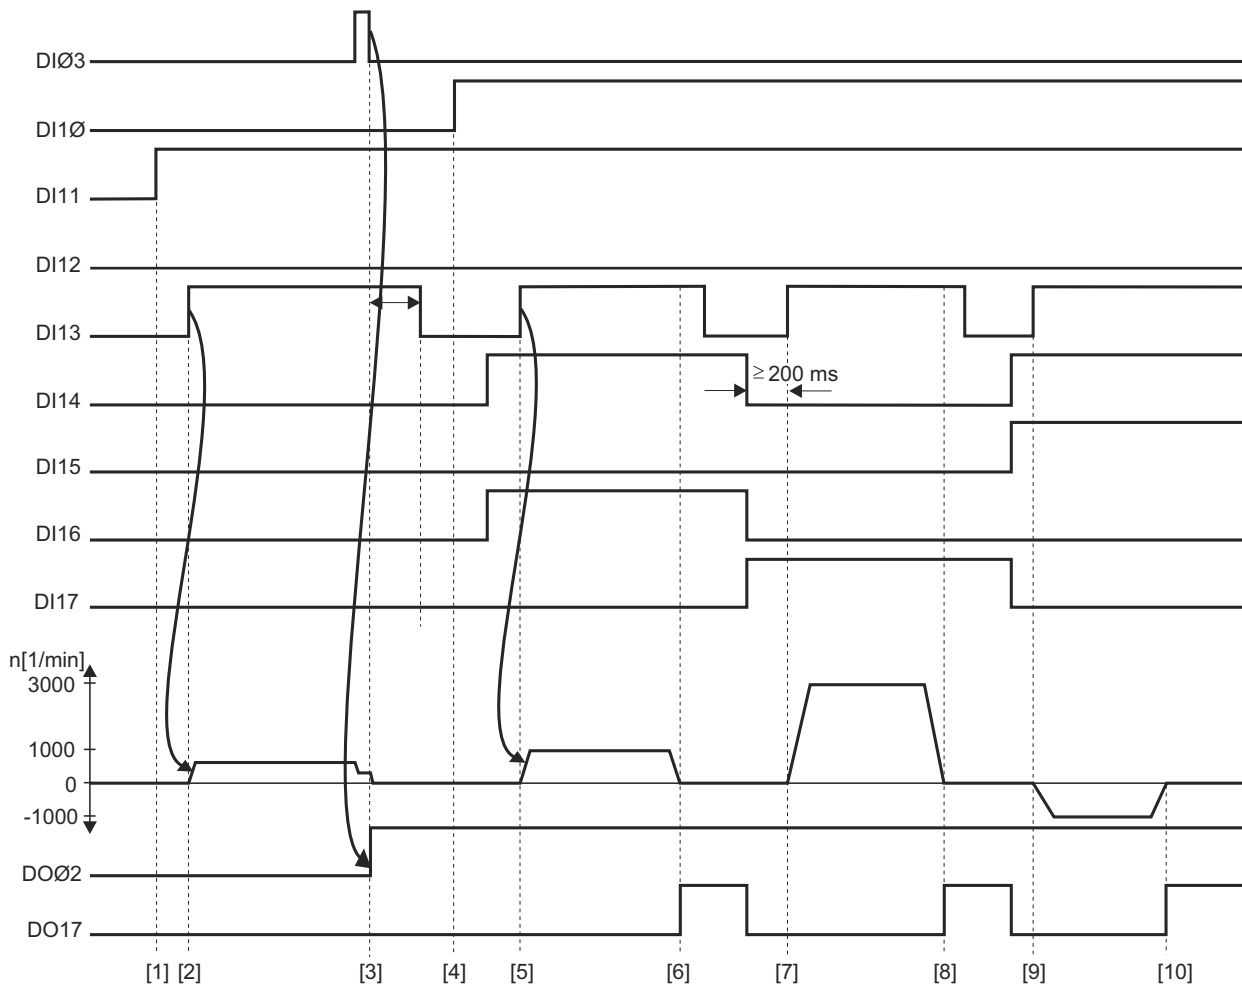 DIØ3
DI1Ø
DI11
DI12
DI13
≥ 200 ms
DI14
DI15
DI16
DI17
n[1/min]
3000
1000
0
-1000
DOØ2
DO17
[1] [2] [3] [4] [5] [6] [7] [8] [9] [10]